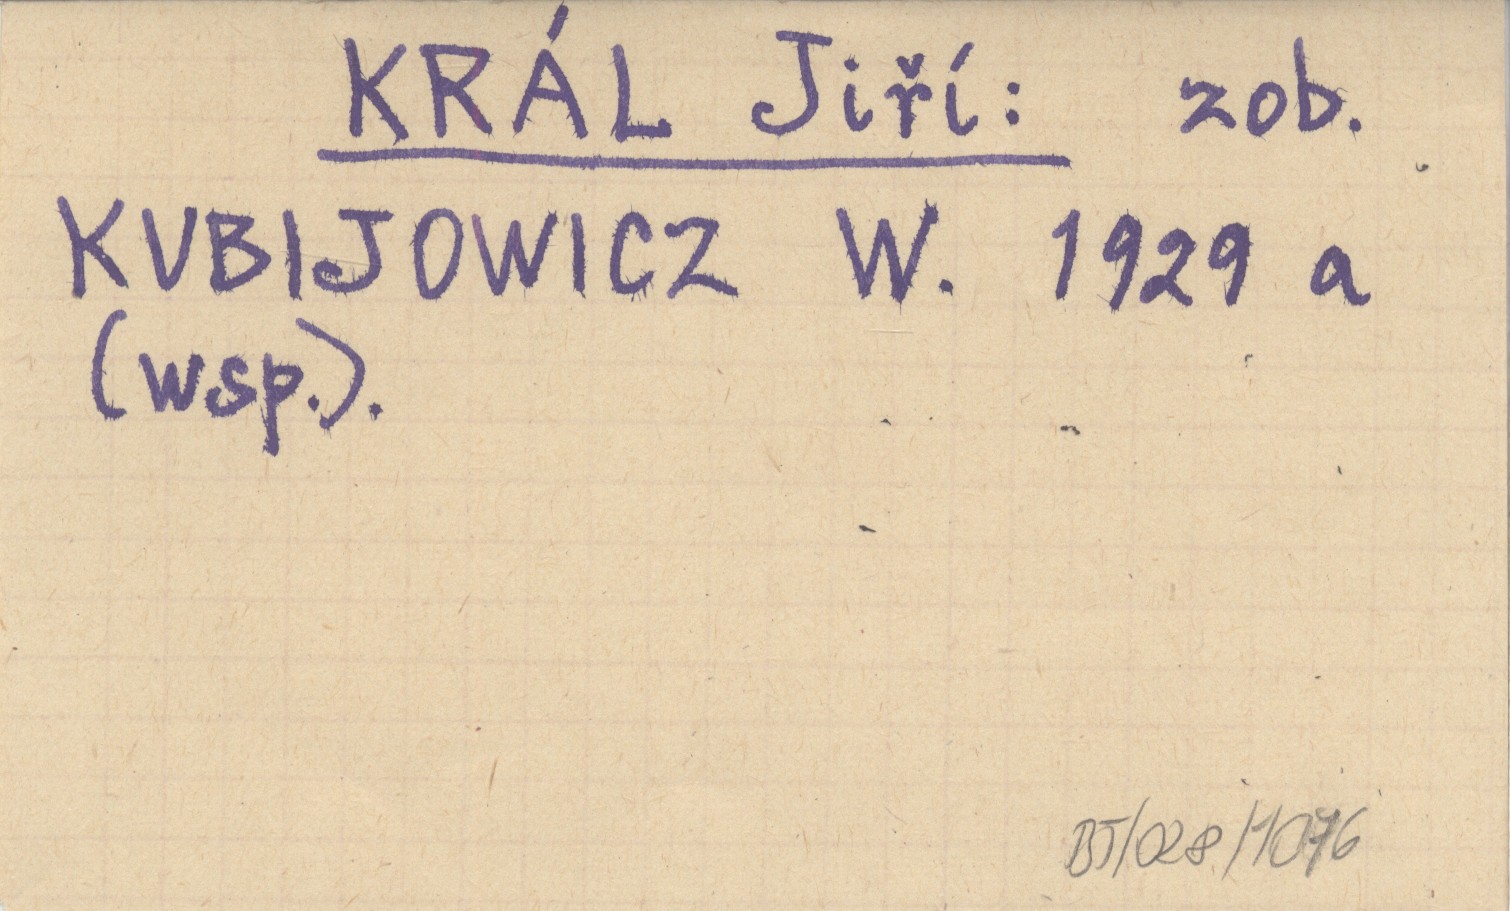 KRÁL Jiří: zob.
KUBIJOWICZ W. 1929 a
(wsp.).
BJ/028/1076